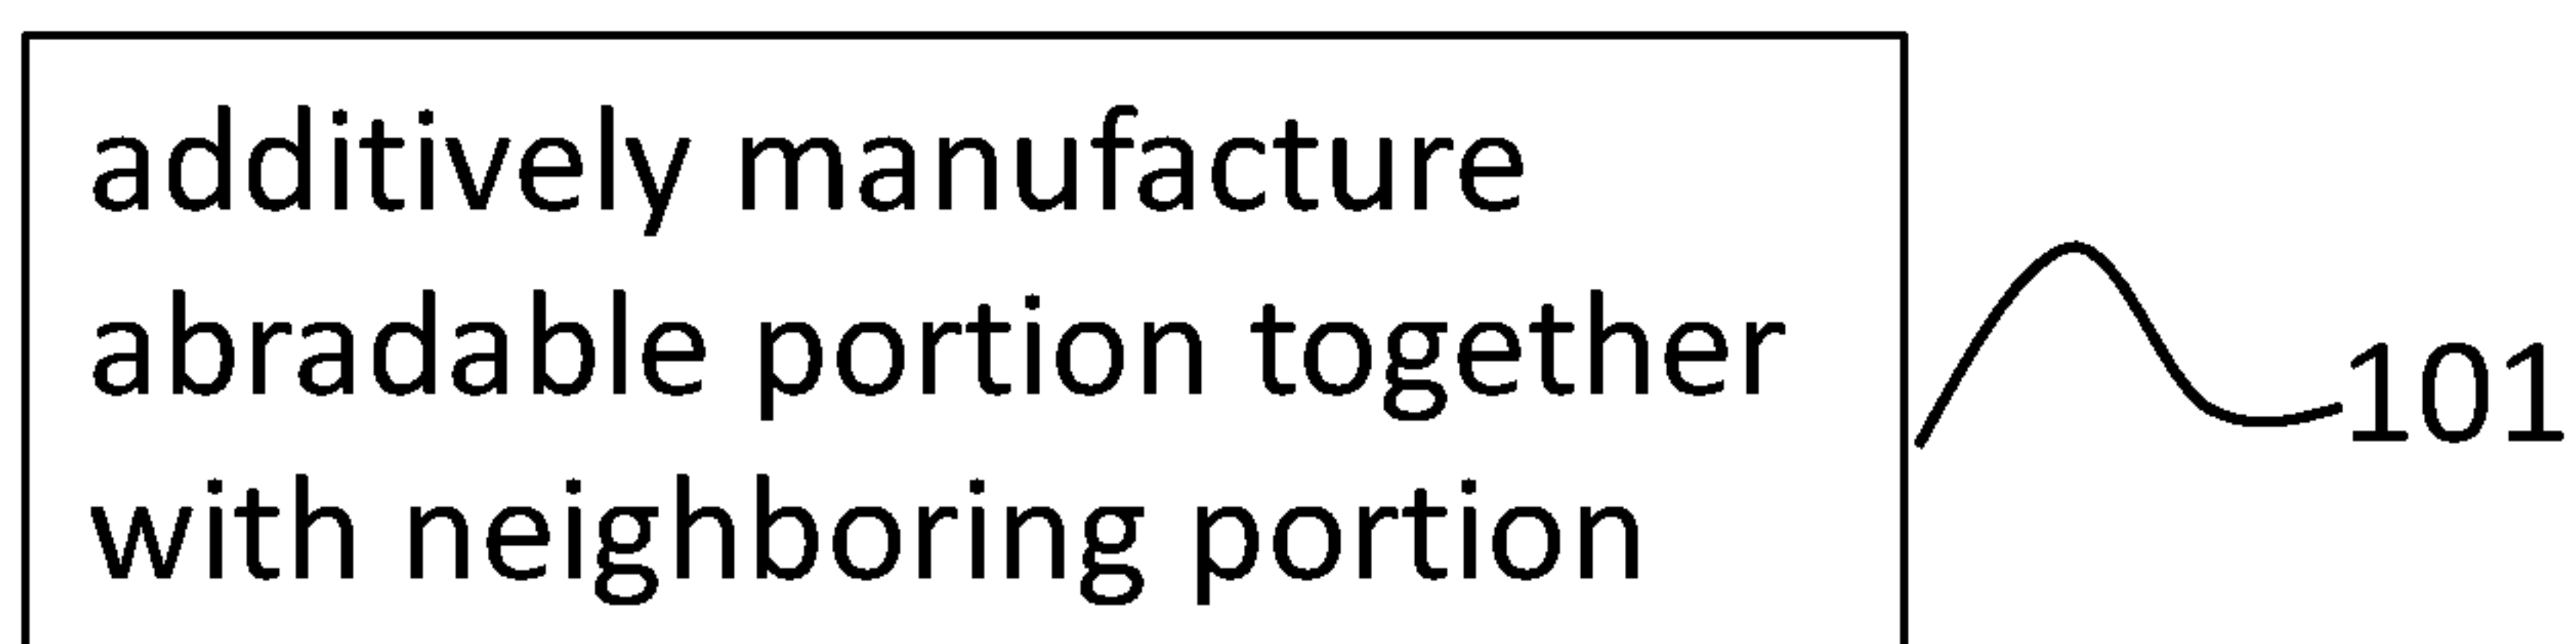 additively manufacture
abradable portion together
with neighboring portion
101